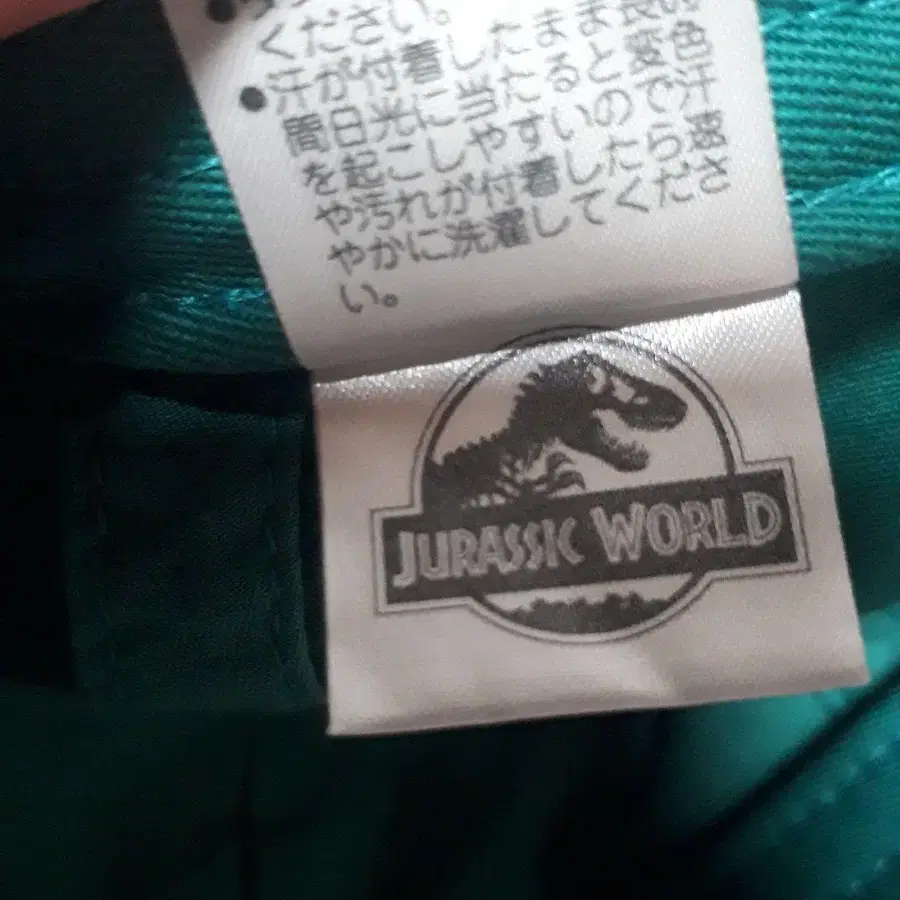 ください。
●汗が付着したまま長
間日光に当たると変色
を起こしやすいので汗
や汚れが付着したら速
やかに洗濯してくださ
い。
JURASSIC WORLD